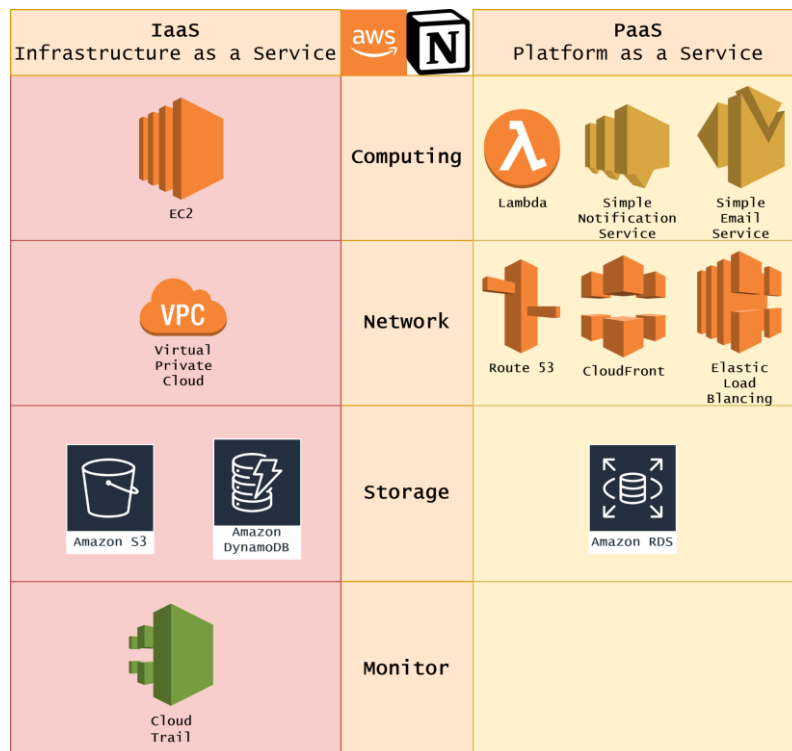 IaaS
Infrastructure as a Service
aws
N
PaaS
Platform as a Service
EC2
Computing
λ
Lambda
Simple
Notification
Service
Simple
Email
Service
VPC
Virtual
Private
Cloud
Network
Route 53
CloudFront
Elastic
Load
Blancing
Amazon S3
Amazon
DynamoDB
Storage
Amazon RDS
Cloud
Trail
Monitor